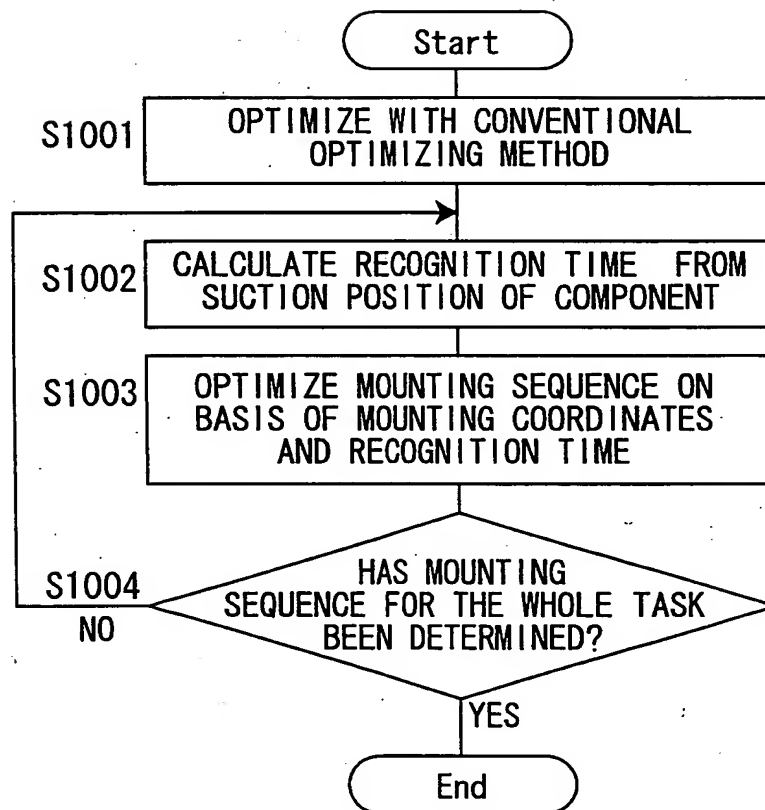 Start
S1001
OPTIMIZE WITH CONVENTIONAL
OPTIMIZING METHOD
S1002
CALCULATE RECOGNITION TIME FROM
SUCTION POSITION OF COMPONENT
S1003
OPTIMIZE MOUNTING SEQUENCE ON
BASIS OF MOUNTING COORDINATES
AND RECOGNITION TIME
S1004
NO
HAS MOUNTING
SEQUENCE FOR THE WHOLE TASK
BEEN DETERMINED?
YES
End